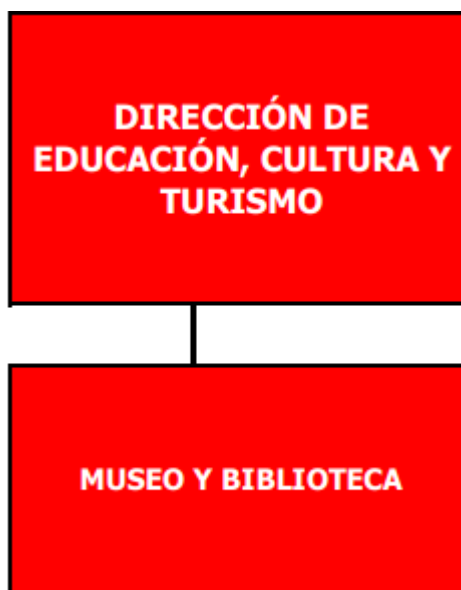 DIRECCIÓN DE
EDUCACIÓN, CULTURA Y
TURISMO
MUSEO Y BIBLIOTECA